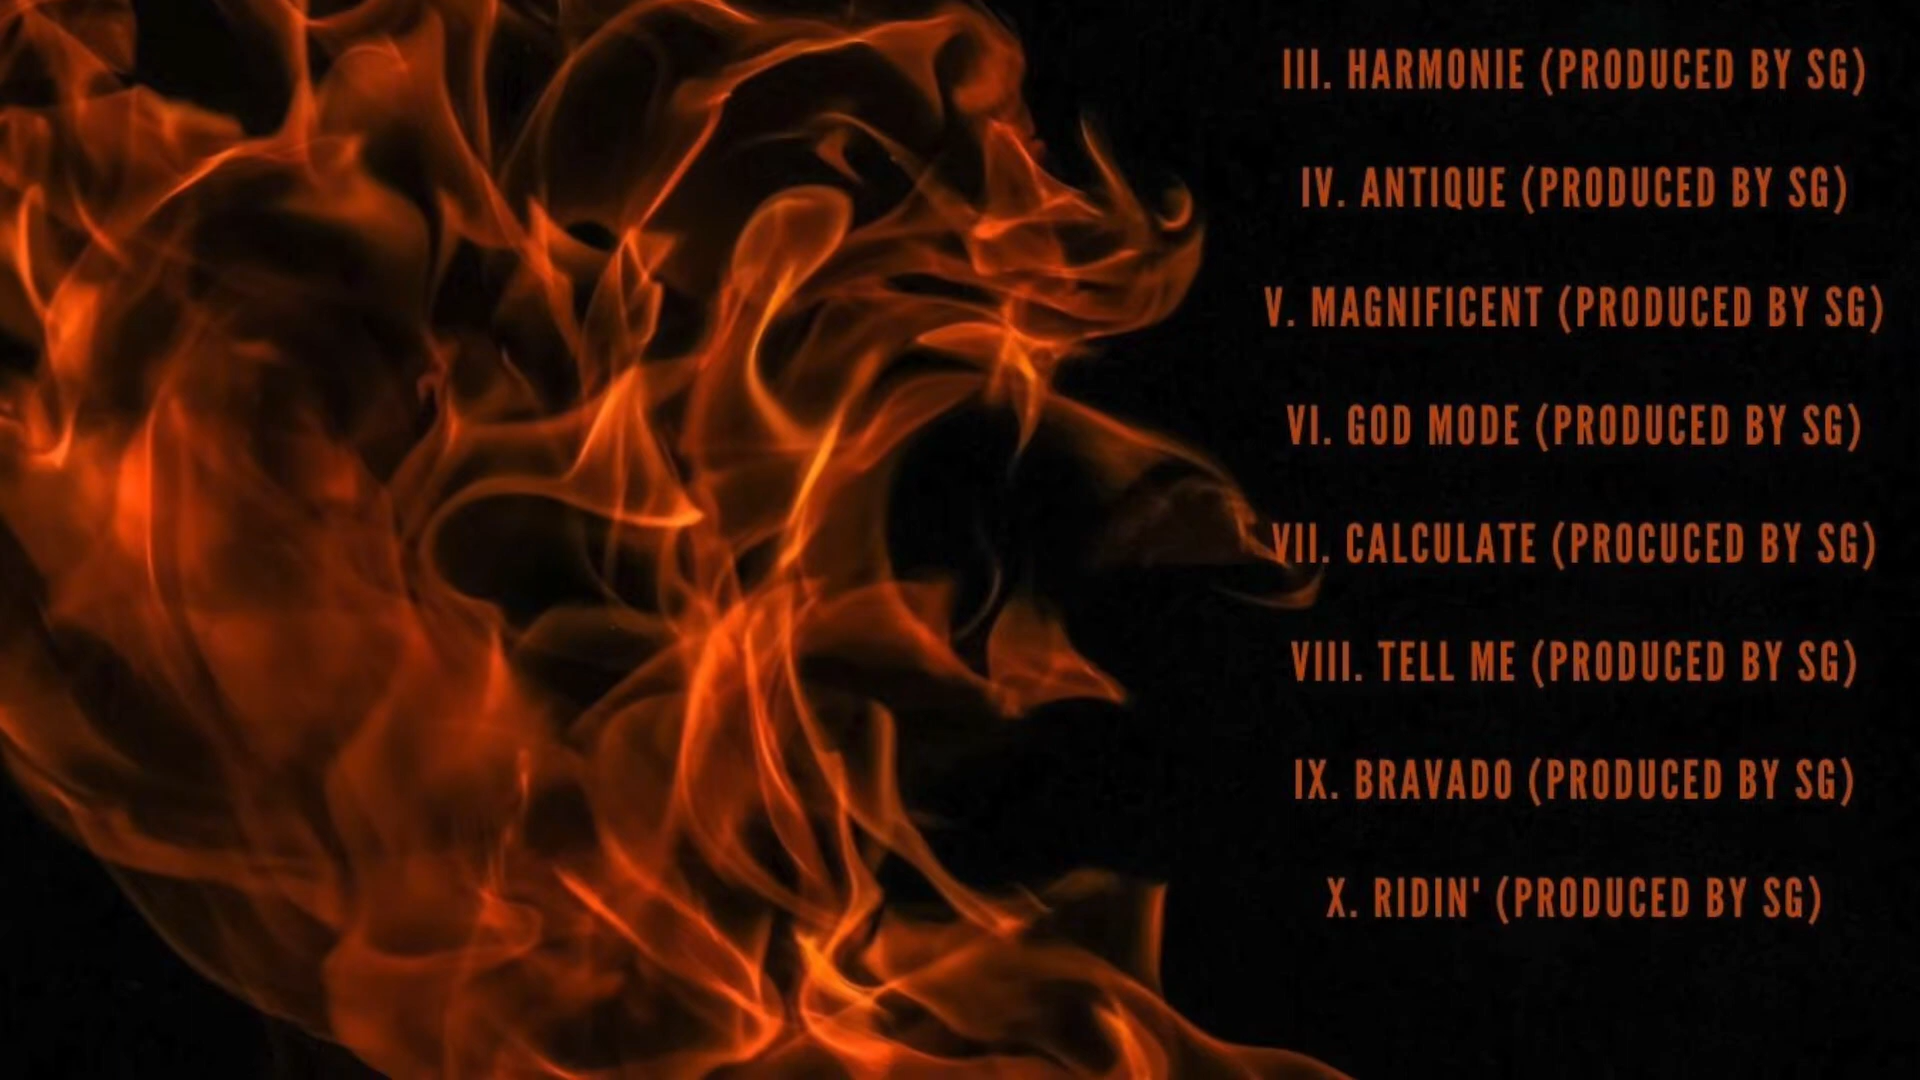 III. HARMONIE (PRODUCED BY SG)
IV. ANTIQUE (PRODUCED BY SG)
V. MAGNIFICENT (PRODUCED BY SG)
VI. GOD MODE (PRODUCED BY SG)
VII. CALCULATE (PROCUCED BY SG)
VIII. TELL ME (PRODUCED BY SG)
IX. BRAVADO (PRODUCED BY SG)
X. RIDIN' (PRODUCED BY SG)